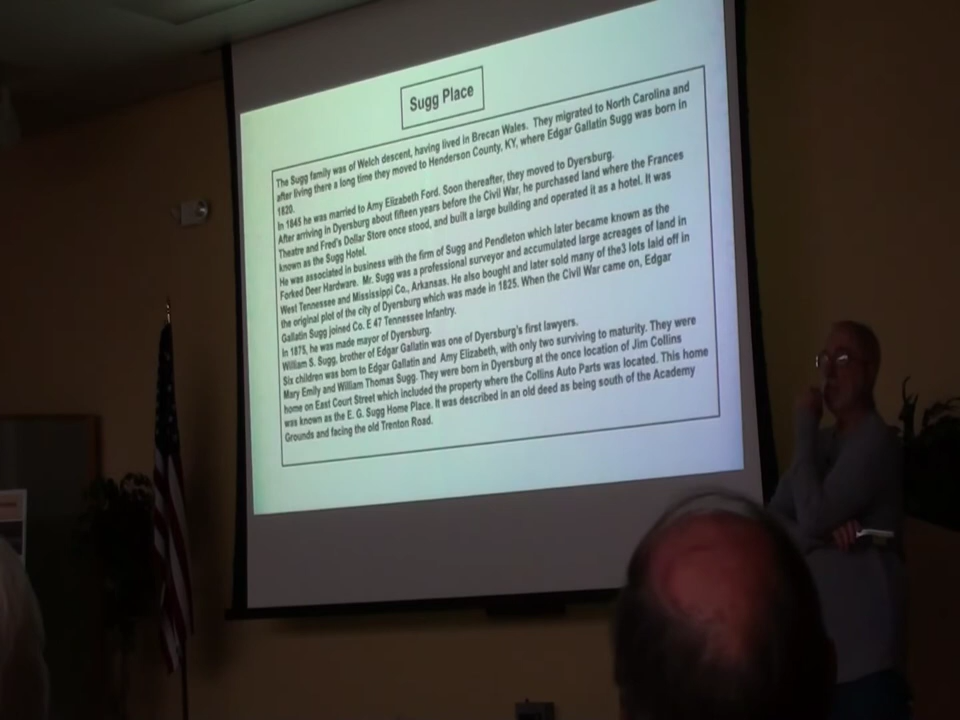 Sugg Place
The Sugg family was of Welch descent, having lived in Brecan Wales. They migrated to North Carolina and
after living there a long time they moved to Henderson County, KY, where Edgar Gallatin Sugg was born in
1820.
In 1845 he was married to Amy Elizabeth Ford. Soon thereafter, they moved to Dyersburg.
After arriving in Dyersburg about fifteen years before the Civil War, he purchased land where the Frances
Theatre and Fred's Dollar Store once stood, and built a large building and operated it as a hotel. It was
known as the Sugg Hotel.
He was associated in business with the firm of Sugg and Pendleton which later became known as the
Forked Deer Hardware. Mr. Sugg was a professional surveyor and accumulated large acreages of land in
West Tennessee and Mississippi Co., Arkansas. He also bought and later sold many of the3 lots laid off in
the original plot of the city of Dyersburg which was made in 1825. When the Civil War came on, Edgar
Gallatin Sugg joined Co. E 47 Tennessee Infantry.
In 1875, he was made mayor of Dyersburg.
William S. Sugg, brother of Edgar Gallatin was one of Dyersburg's first lawyers.
Six children was born to Edgar Gallatin and Amy Elizabeth, with only two surviving to maturity. They were
Mary Emily and William Thomas Sugg. They were born in Dyersburg at the once location of Jim Collins
home on East Court Street which included the property where the Collins Auto Parts was located. This home
was known as the E. G. Sugg Home Place. It was described in an old deed as being south of the Academy
Grounds and facing the old Trenton Road.